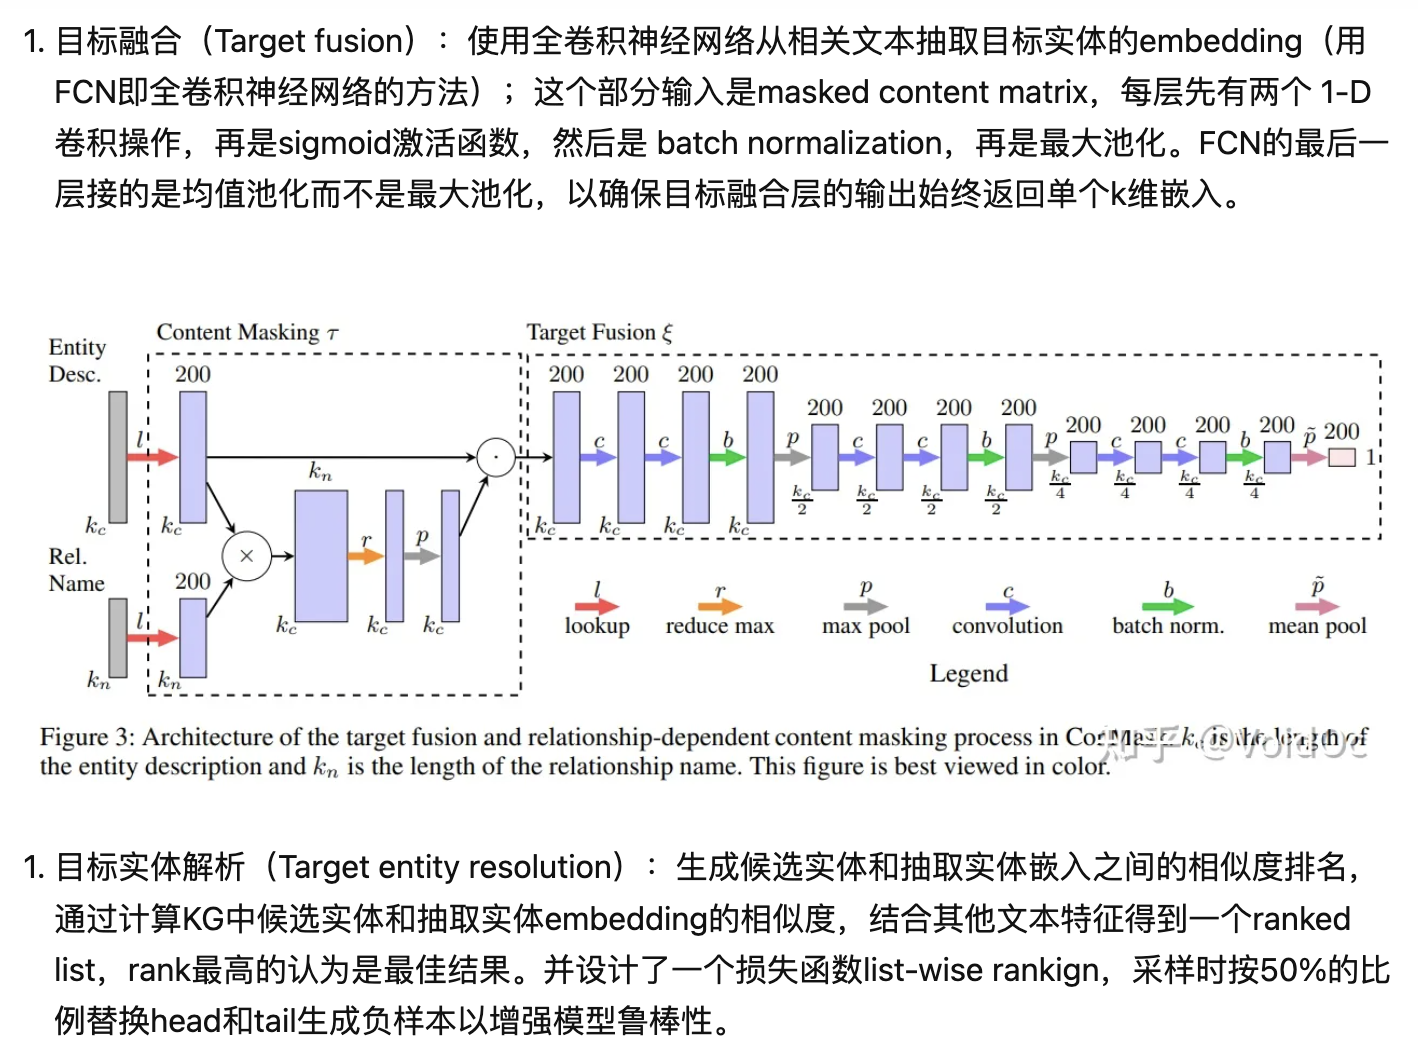 1. 目标融合（Target fusion）：使用全卷积神经网络从相关文本抽取目标实体的embedding（用
FCN即全卷积神经网络的方法）；这个部分输入是masked content matrix，每层先有两个 1-D
卷积操作，再是sigmoid激活函数，然后是 batch normalization，再是最大池化。FCN的最后一
层接的是均值池化而不是最大池化，以确保目标融合层的输出始终返回单个k维嵌入。
Content Masking τ
Target Fusion ξ
Entity
Desc.
200
200 200 200 200
200 200 200 200
200 200 200 200 200
l
c c b p c c b p c c b p̃
1
k_n
k_c k_c
k_c k_c k_c k_c
k_c/2 k_c/2 k_c/2 k_c/2
k_c/4 k_c/4 k_c/4 k_c/4
·
×
r p
Rel.
Name
200
l
k_c k_c k_c
k_n k_n
l r p c b p̃
lookup reduce max max pool convolution batch norm. mean pool
Legend
Figure 3: Architecture of the target fusion and relationship-dependent content masking process in ConMask. k_c is the length of
the entity description and k_n is the length of the relationship name. This figure is best viewed in color.
知乎 @VoidOc
1. 目标实体解析（Target entity resolution）：生成候选实体和抽取实体嵌入之间的相似度排名，
通过计算KG中候选实体和抽取实体embedding的相似度，结合其他文本特征得到一个ranked
list，rank最高的认为是最佳结果。并设计了一个损失函数list-wise rankign，采样时按50%的比
例替换head和tail生成负样本以增强模型鲁棒性。